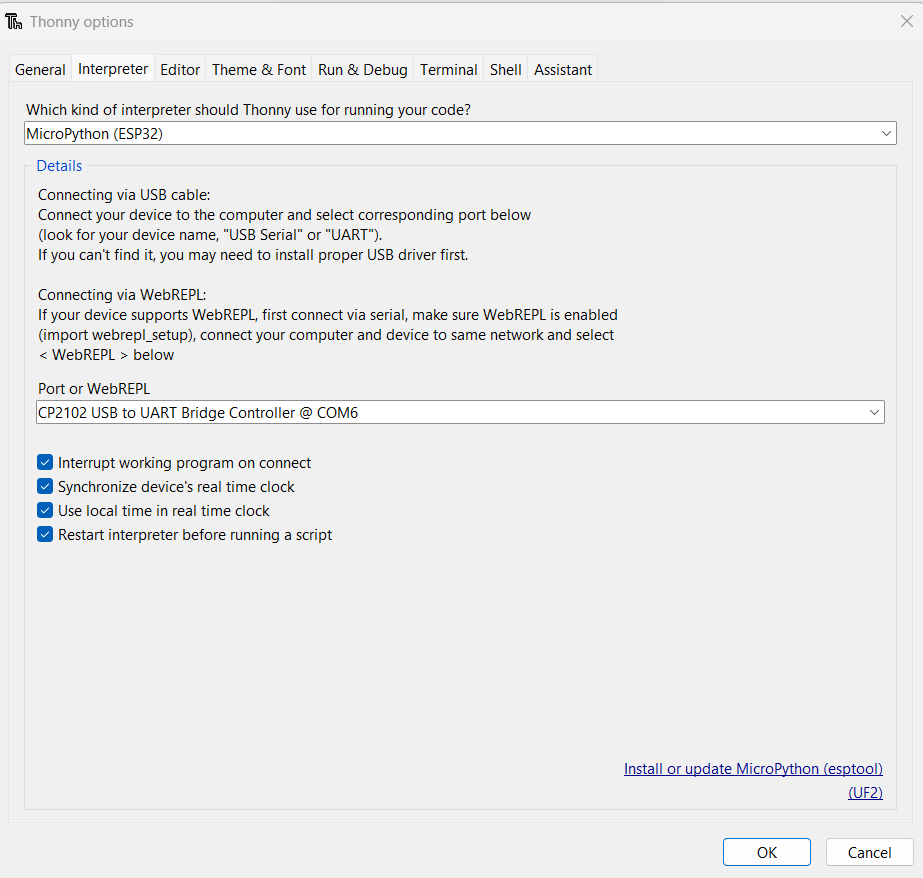 Thonny options
General Interpreter Editor Theme & Font Run & Debug Terminal Shell Assistant
Which kind of interpreter should Thonny use for running your code?
MicroPython (ESP32)
Details
Connecting via USB cable:
Connect your device to the computer and select corresponding port below
(look for your device name, "USB Serial" or "UART").
If you can't find it, you may need to install proper USB driver first.
Connecting via WebREPL:
If your device supports WebREPL, first connect via serial, make sure WebREPL is enabled
(import webrepl_setup), connect your computer and device to same network and select
< WebREPL > below
Port or WebREPL
CP2102 USB to UART Bridge Controller @ COM6
Interrupt working program on connect
Synchronize device's real time clock
Use local time in real time clock
Restart interpreter before running a script
Install or update MicroPython (esptool)
(UF2)
OK Cancel